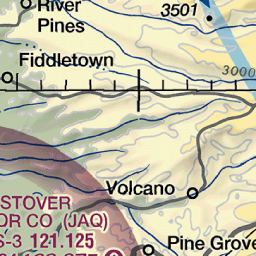 River
Pines
3501
Fiddletown
3000
Volcano
STOVER
OR CO (JAQ)
S-3 121.125
Pine Grove